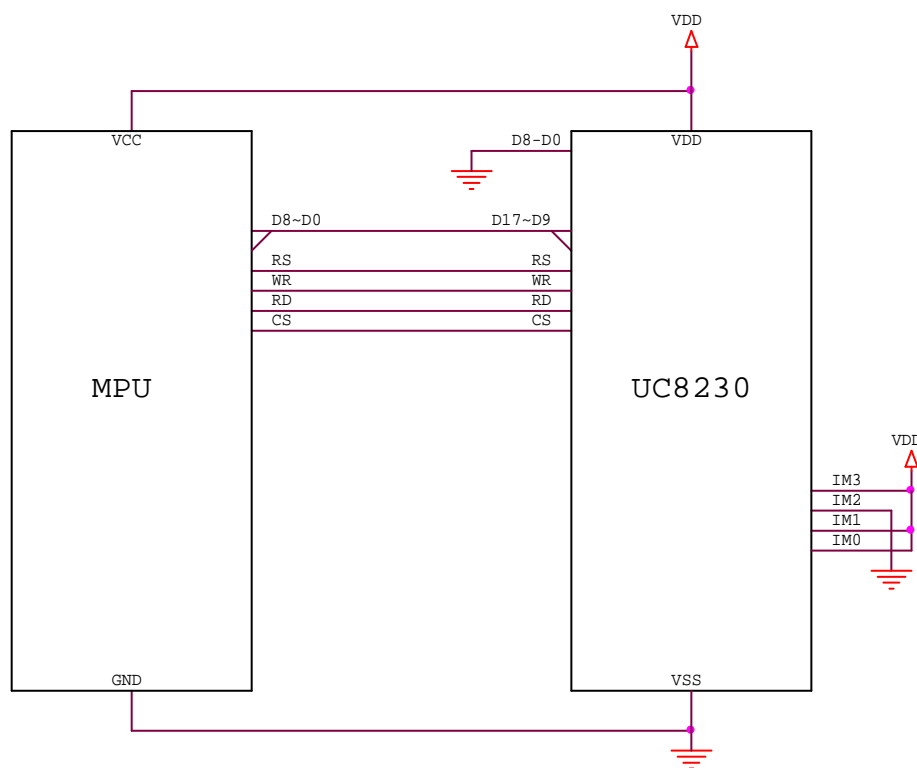 VDD
VCC
D8-D0
VDD
D8~D0
D17~D9
RS
RS
WR
WR
RD
RD
CS
CS
MPU
UC8230
VDD
IM3
IM2
IM1
IM0
GND
VSS